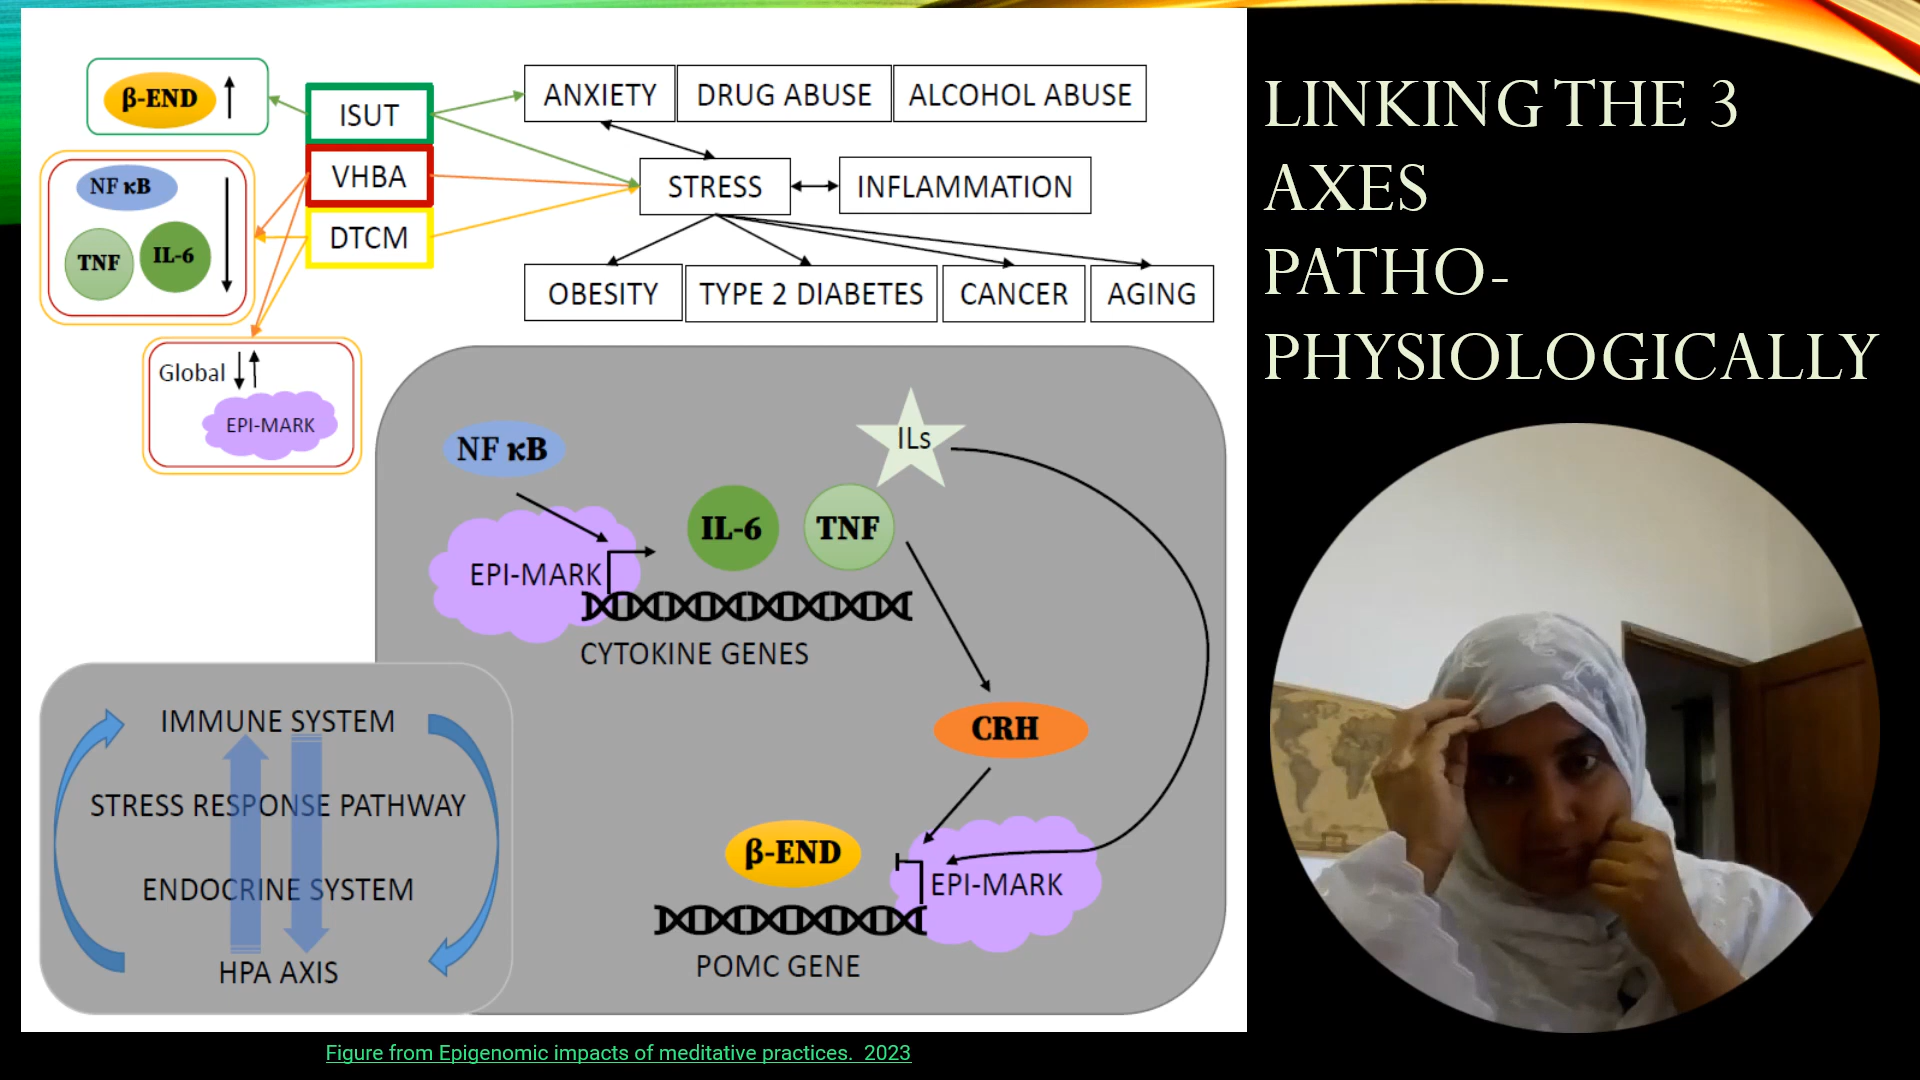 LINKING THE 3
AXES
PATHO-
PHYSIOLOGICALLY
β-END
ISUT
VHBA
DTCM
NF κB
TNF
IL-6
Global
EPI-MARK
ANXIETY
DRUG ABUSE
ALCOHOL ABUSE
STRESS
INFLAMMATION
OBESITY
TYPE 2 DIABETES
CANCER
AGING
NF κB
ILs
IL-6
TNF
EPI-MARK
CYTOKINE GENES
CRH
β-END
EPI-MARK
POMC GENE
IMMUNE SYSTEM
STRESS RESPONSE PATHWAY
ENDOCRINE SYSTEM
HPA AXIS
Figure from Epigenomic impacts of meditative practices. 2023